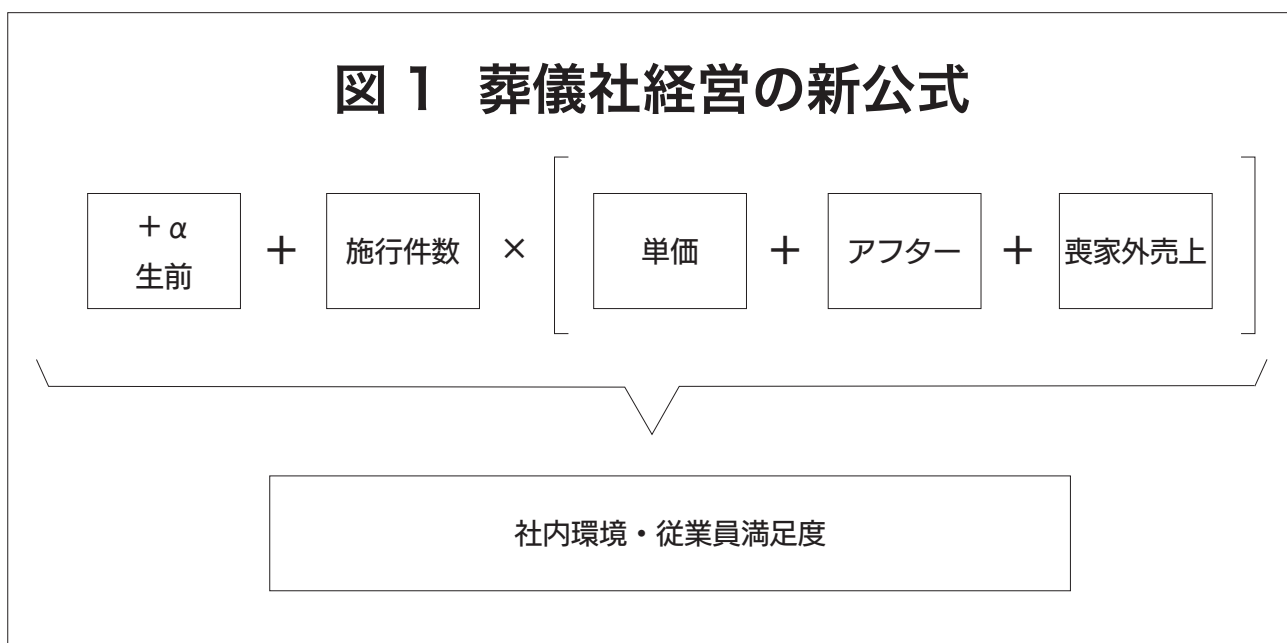 図1 葬儀社経営の新公式
+α
生前
+
施行件数
×
単価
+
アフター
+
喪家外売上
社内環境・従業員満足度